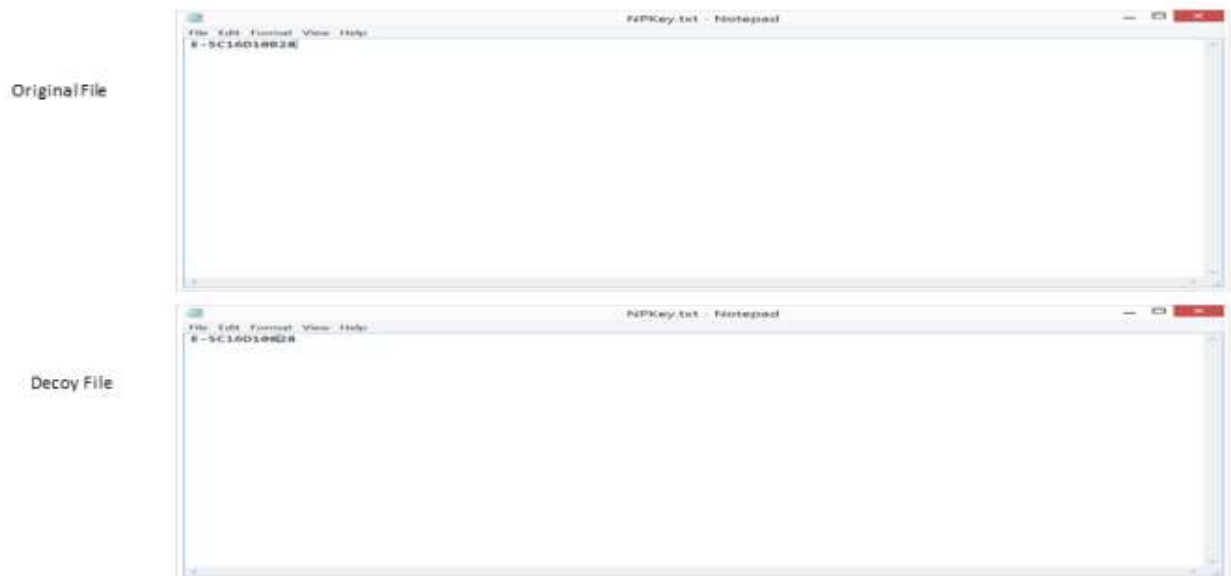 NPKey.txt - Notepad
File Edit Format View Help
Original File
NPKey.txt - Notepad
File Edit Format View Help
Decoy File